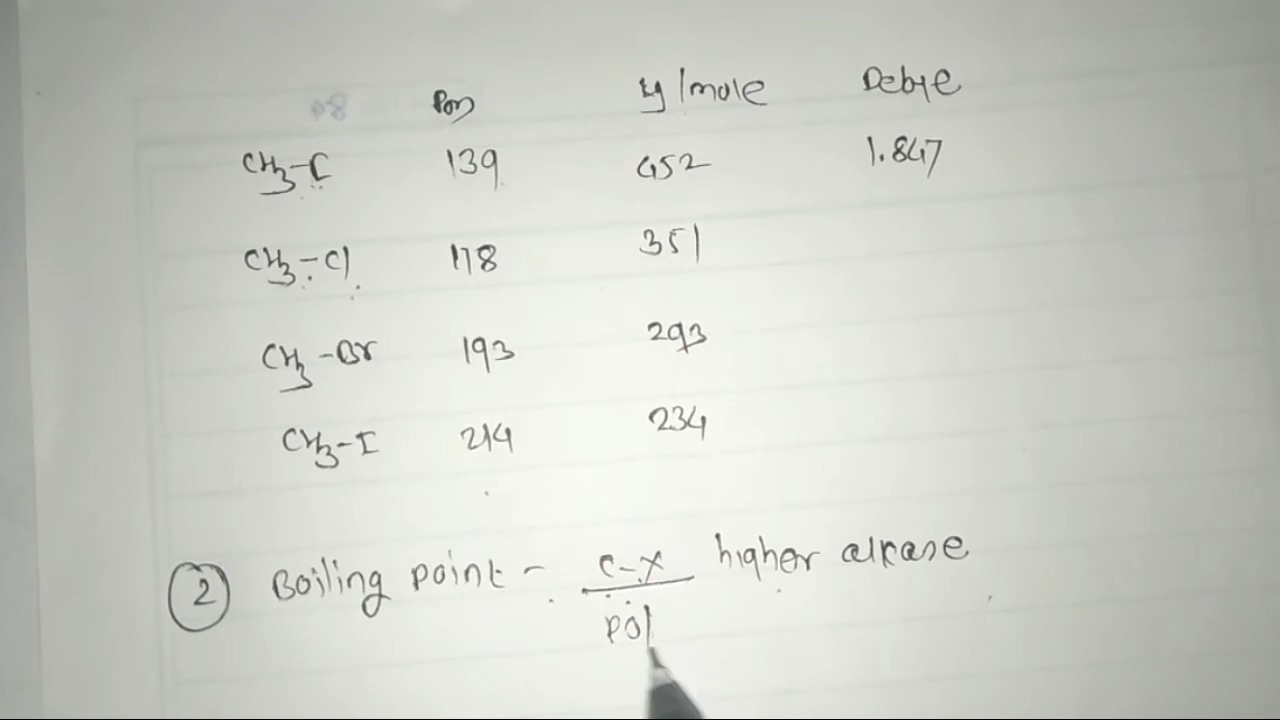 Pm kJ/mole Debye
CH3-F 139 452 1.847
CH3-Cl 178 351
CH3-Br 193 293
CH3-I 214 234
2 Boiling point - C-X higher alkane
pol